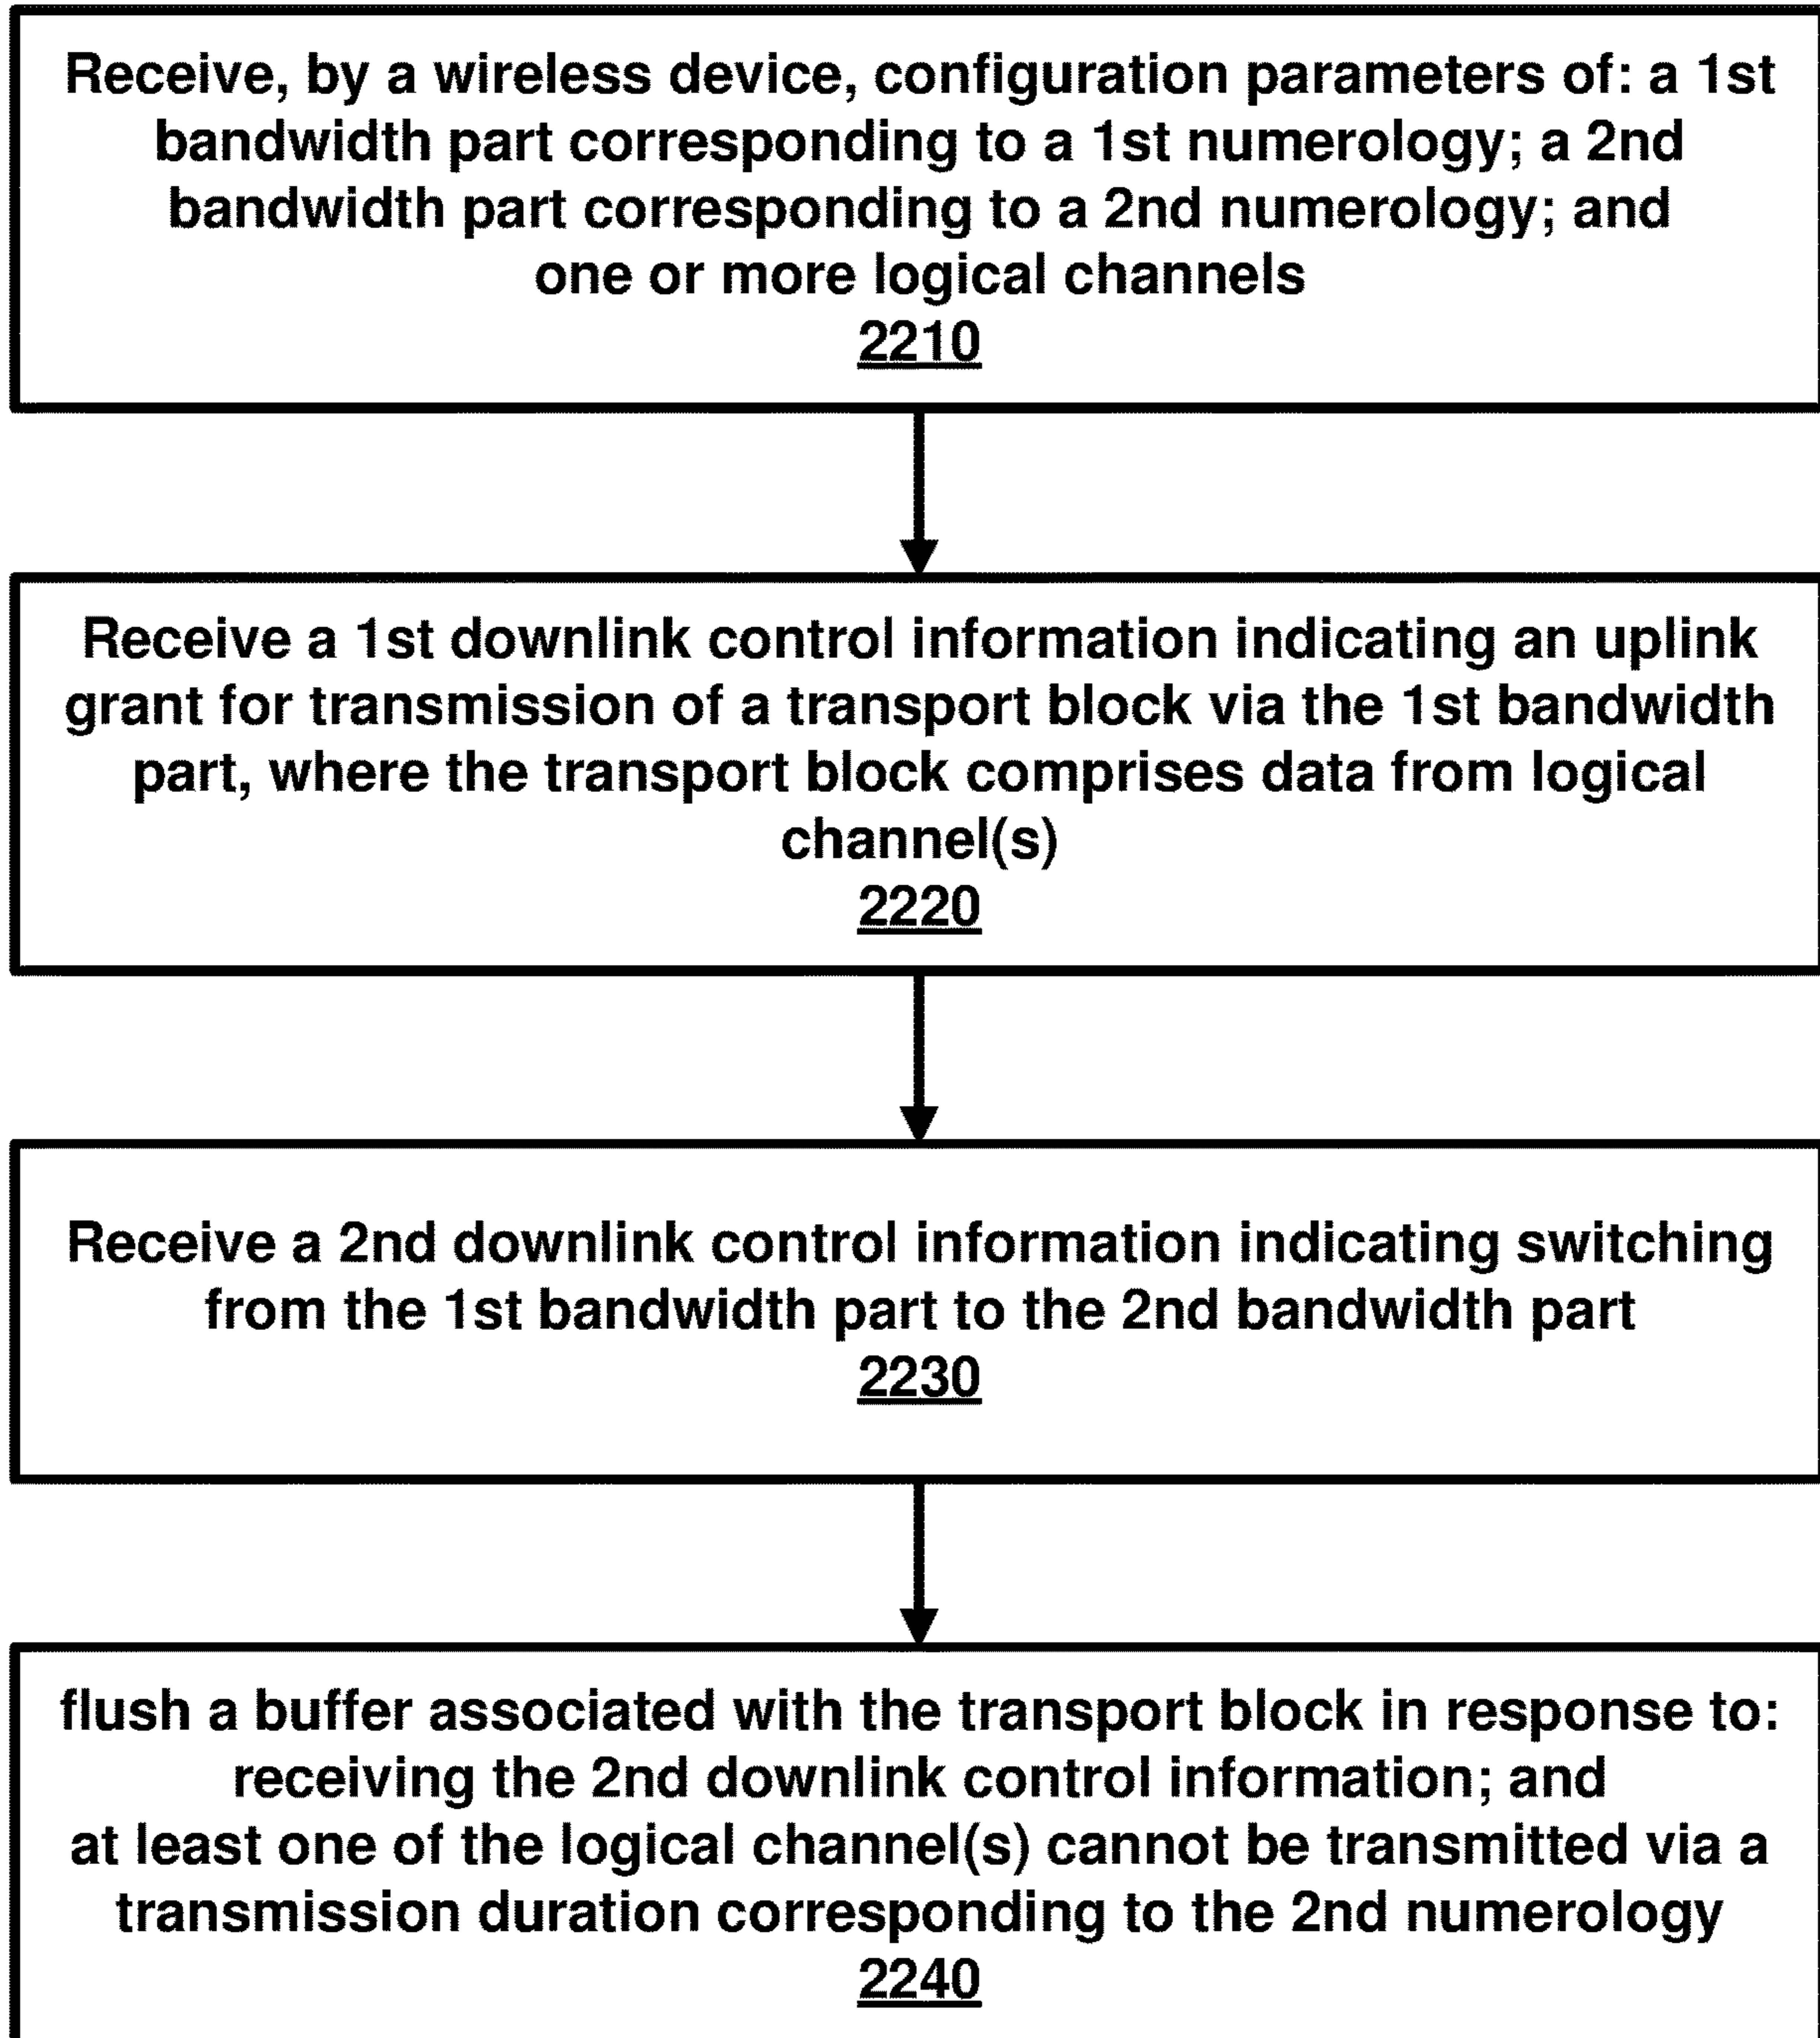 Receive, by a wireless device, configuration parameters of: a 1st
bandwidth part corresponding to a 1st numerology; a 2nd
bandwidth part corresponding to a 2nd numerology; and
one or more logical channels
2210
Receive a 1st downlink control information indicating an uplink
grant for transmission of a transport block via the 1st bandwidth
part, where the transport block comprises data from logical
channel(s)
2220
Receive a 2nd downlink control information indicating switching
from the 1st bandwidth part to the 2nd bandwidth part
2230
flush a buffer associated with the transport block in response to:
receiving the 2nd downlink control information; and
at least one of the logical channel(s) cannot be transmitted via a
transmission duration corresponding to the 2nd numerology
2240